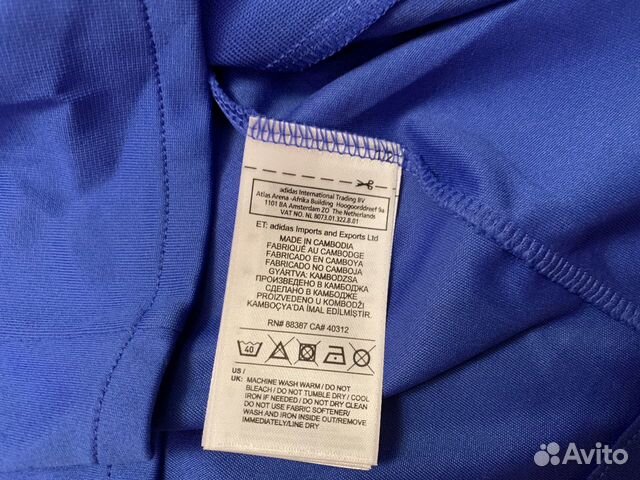 1/2
adidas International Trading BV
Atlas Arena -Afrika Building Hoogoorddreef 9a
1101 BA Amsterdam ZO The Netherlands
VAT NO. NL 8073.01.322.B.01
ET: adidas Imports and Exports Ltd
MADE IN CAMBODIA
FABRIQUÉ AU CAMBODGE
FABRICADO EN CAMBOYA
FABRICADO NO CAMBOJA
GYÁRTVA: KAMBODZSA
ПРОИЗВЕДЕНО В КАМБОДЖА
СДЕЛАНО В КАМБОДЖЕ
PROIZVEDENO U KOMBODŽI
KAMBOÇYA'DA İMAL EDİLMİŞTİR.
RN# 88387 CA# 40312
40
US /
UK: MACHINE WASH WARM / DO NOT
BLEACH / DO NOT TUMBLE DRY / COOL
IRON IF NEEDED / DO NOT DRY CLEAN
DO NOT USE FABRIC SOFTENER/
WASH AND IRON INSIDE OUT/REMOVE
IMMEDIATELY/LINE DRY
Avito